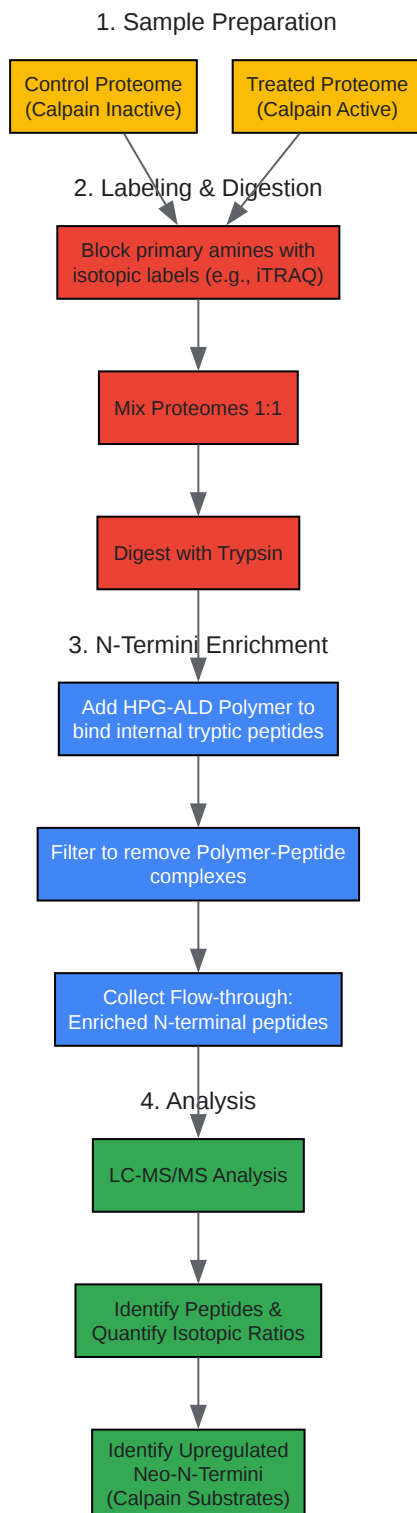 1. Sample Preparation
Control Proteome
(Calpain Inactive)
Treated Proteome
(Calpain Active)
2. Labeling & Digestion
Block primary amines with
isotopic labels (e.g., iTRAQ)
Mix Proteomes 1:1
Digest with Trypsin
3. N-Termini Enrichment
Add HPG-ALD Polymer to
bind internal tryptic peptides
Filter to remove Polymer-Peptide
complexes
Collect Flow-through:
Enriched N-terminal peptides
4. Analysis
LC-MS/MS Analysis
Identify Peptides &
Quantify Isotopic Ratios
Identify Upregulated
Neo-N-Termini
(Calpain Substrates)